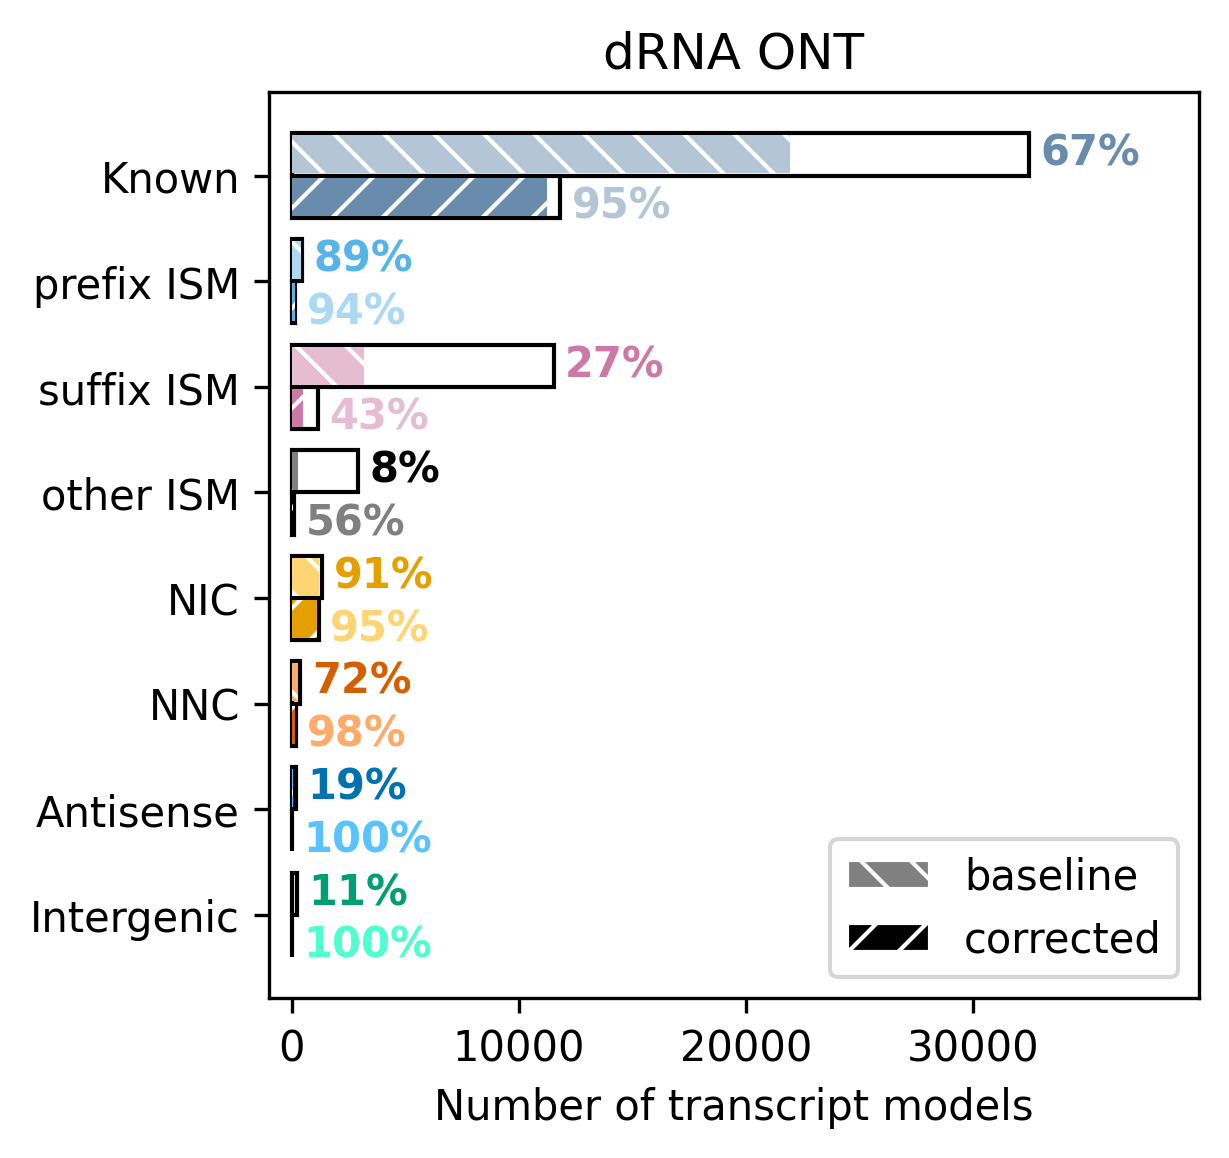 dRNA ONT
Known
67%
95%
prefix ISM
89%
94%
suffix ISM
27%
43%
other ISM
8%
56%
NIC
91%
95%
NNC
72%
98%
Antisense
19%
100%
Intergenic
11%
100%
baseline
corrected
0 10000 20000 30000
Number of transcript models